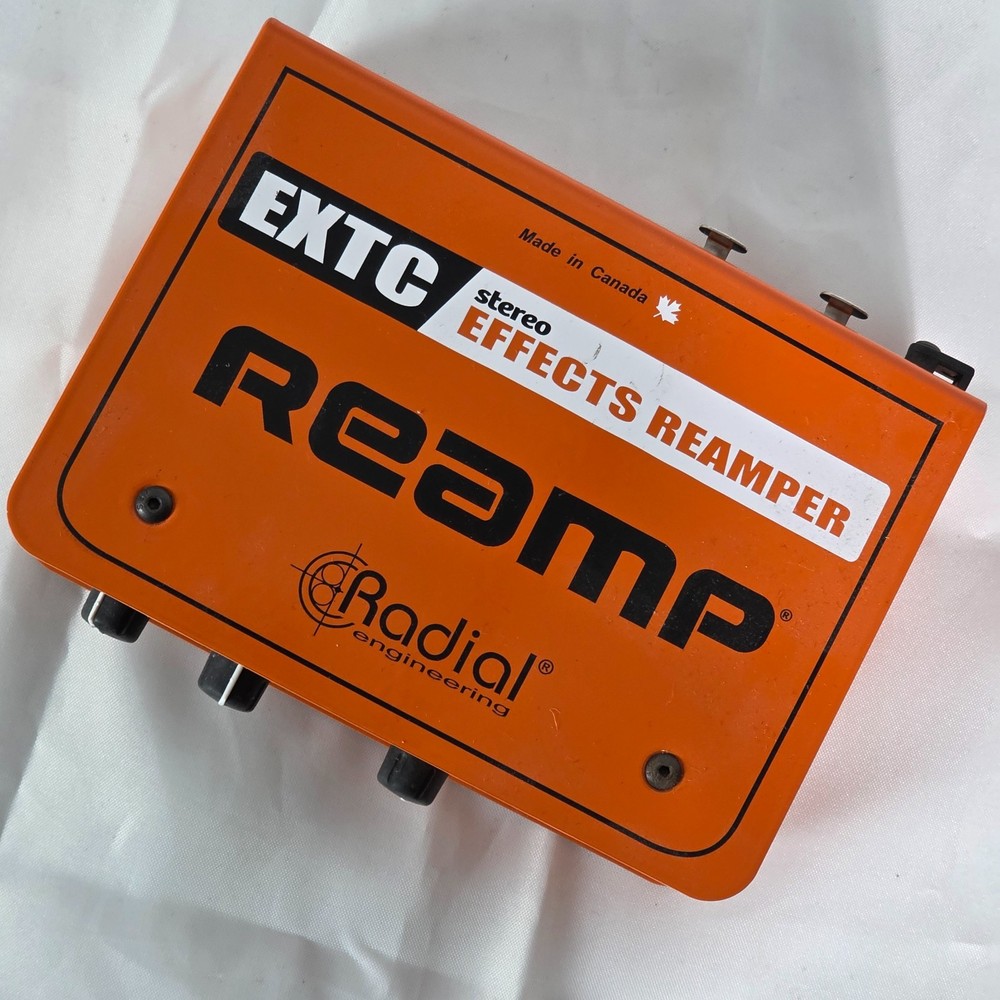 Made in Canada
EXTC
stereo
EFFECTS REAMPER
Reamp®
Radial®
engineering